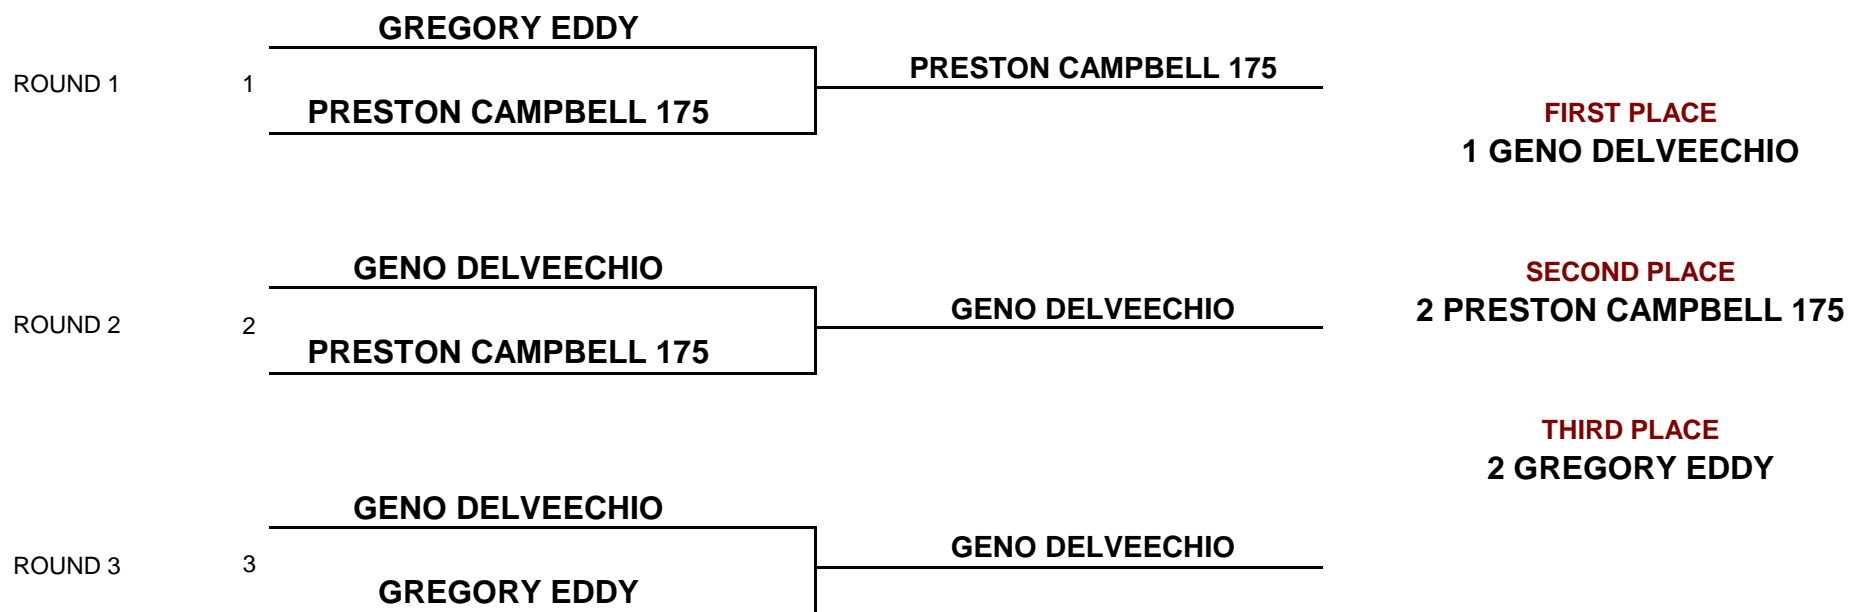 GREGORY EDDY
ROUND 1
1
PRESTON CAMPBELL 175
PRESTON CAMPBELL 175
FIRST PLACE
1 GENO DELVEECHIO
GENO DELVEECHIO
ROUND 2
2
PRESTON CAMPBELL 175
GENO DELVEECHIO
SECOND PLACE
2 PRESTON CAMPBELL 175
THIRD PLACE
2 GREGORY EDDY
GENO DELVEECHIO
ROUND 3
3
GREGORY EDDY
GENO DELVEECHIO